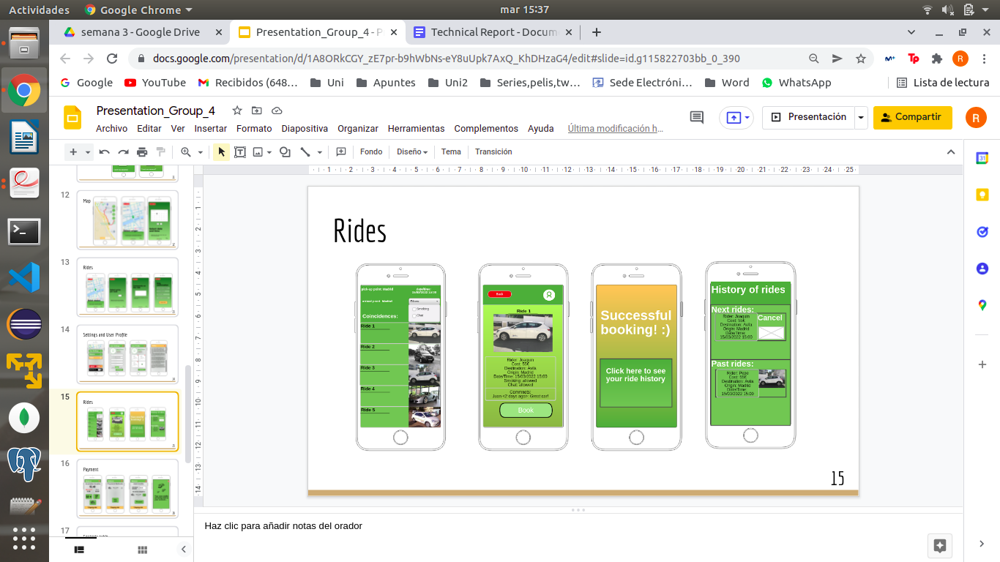 Actividades
Google Chrome
mar 15:37
semana 3 - Google Drive
Presentation_Group_4 - P
Technical Report - Docum
docs.google.com/presentation/d/1A8ORkCGY_zE7pr-b9hWbNs-eY8uUpk7AxQ_KhDHzaG4/edit#slide=id.g115822703bb_0_390
Google
YouTube
Recibidos (648...
Uni
Apuntes
Uni2
Series,pelis,tw...
Sede Electróni...
Word
WhatsApp
Lista de lectura
Presentation_Group_4
Archivo Editar Ver Insertar Formato Diapositiva Organizar Herramientas Complementos Ayuda
Última modificación h...
Presentación
Compartir
R
Fondo
Diseño
Tema
Transición
1 2 3 4 5 6 7 8 9 10 11 12 13 14 15 16 17 18 19 20 21 22 23 24 25
12
Map
13
Rides
14
Settings and User Profile
15
Rides
16
Payment
17
Rides
pick-up point: Madrid
date/time:
15/03/2022 15:00
arrival point: Madrid
Filters
Smoking
Chat
Coincidences:
Ride 1
Ride 2
Ride 3
Ride 4
Ride 5
Back
Ride 1
Rider: Joaquin
Cost: 55€
Destination: Avila
Origin: Madrid
Date/Time: 15/03/2022 15:00
Smoking: allowed
Chat: allowed
Commnets:
Juan <2 days ago>: Great car!
Book
Successful
booking! :)
Click here to see
your ride history
History of rides
Next rides:
Rider: Joaquin
Cost: 55€
Destination: Avila
Origin: Madrid
Date/Time:
15/03/2022 15:00
Cancel
Past rides:
Rider: Pepe
Cost: 55€
Destination: Avila
Origin: Madrid
Date/Time:
15/03/2022 15:00
15
Haz clic para añadir notas del orador